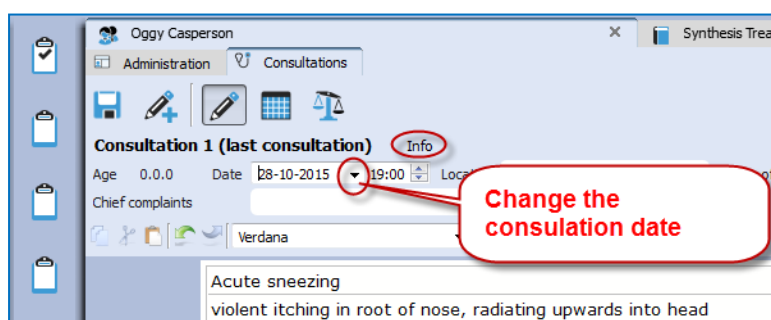 Oggy Casperson
Synthesis Trea
Administration
Consultations
Consultation 1 (last consultation) Info
Age 0.0.0 Date 28-10-2015 19:00 Loca
Change the
consulation date
Chief complaints
Verdana
Acute sneezing
violent itching in root of nose, radiating upwards into head